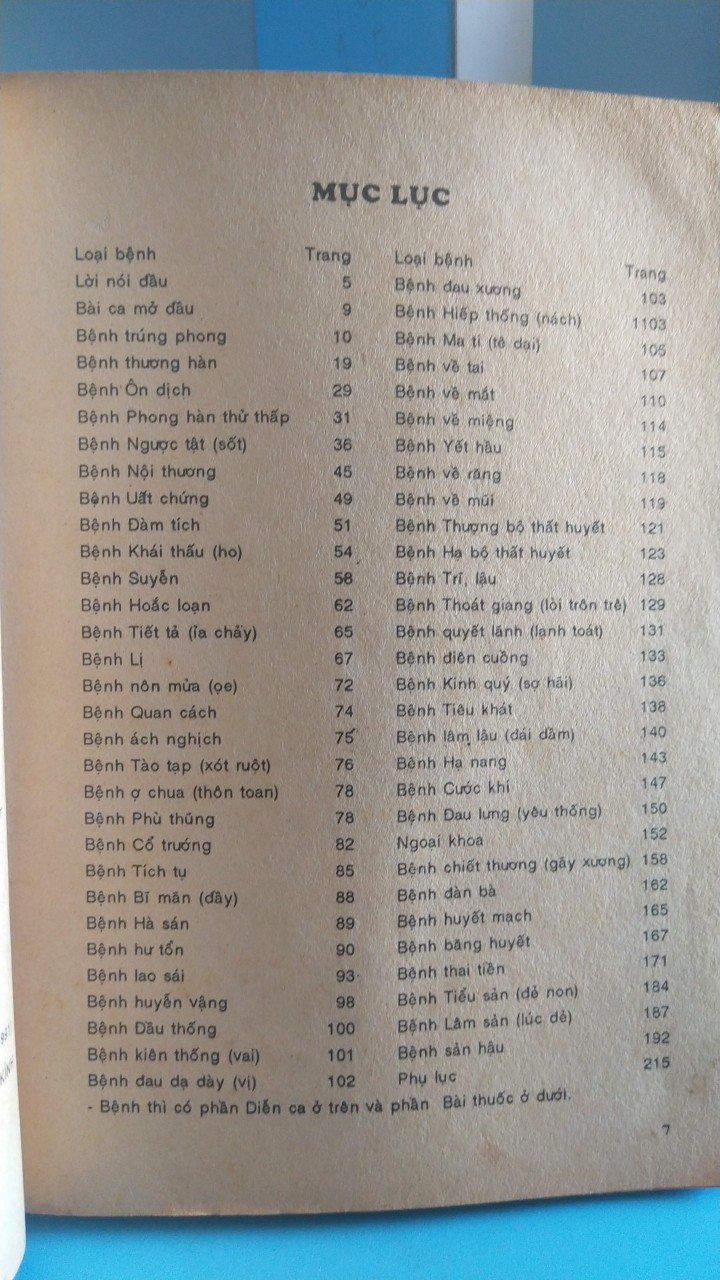 MỤC LỤC
Loại bệnh Trang
Lời nói đầu 5
Bài ca mở đầu 9
Bệnh trúng phong 10
Bệnh thương hàn 19
Bệnh Ôn dịch 29
Bệnh Phong hàn thử thấp 31
Bệnh Ngược tật (sốt) 36
Bệnh Nội thương 45
Bệnh Uất chứng 49
Bệnh Đàm tích 51
Bệnh Khái thấu (ho) 54
Bệnh Suyễn 58
Bệnh Hoắc loạn 62
Bệnh Tiết tả (ỉa chảy) 65
Bệnh Lị 67
Bệnh nôn mửa (ọe) 72
Bệnh Quan cách 74
Bệnh ách nghịch 75
Bệnh Tào tạp (xót ruột) 76
Bệnh ợ chua (thôn toan) 78
Bệnh Phù thũng 78
Bệnh Cổ trướng 82
Bệnh Tích tụ 85
Bệnh Bĩ mãn (đầy) 88
Bệnh Hà sán 89
Bệnh hư tổn 90
Bệnh lao sái 93
Bệnh huyễn vậng 98
Bệnh Đầu thống 100
Bệnh kiên thống (vai) 101
Bệnh đau dạ dày (vị) 102
Loại bệnh Trang
Bệnh đau xương 103
Bệnh Hiếp thống (nách) 1103
Bệnh Ma tí (tê dại) 105
Bệnh về tai 107
Bệnh về mắt 110
Bệnh về miệng 114
Bệnh Yết hầu 115
Bệnh về răng 118
Bệnh về mũi 119
Bệnh Thượng bộ thất huyết 121
Bệnh Hạ bộ thất huyết 123
Bệnh Trĩ, lậu 128
Bệnh Thoát giang (lòi trôn trê) 129
Bệnh quyết lãnh (lạnh toát) 131
Bệnh điên cuồng 133
Bệnh Kinh quý (sợ hãi) 136
Bệnh Tiêu khát 138
Bệnh lâm lậu (đái dầm) 140
Bệnh Hạ nang 143
Bệnh Cước khí 147
Bệnh Đau lưng (yêu thống) 150
Ngoại khoa 152
Bệnh chiết thương (gãy xương) 158
Bệnh đàn bà 162
Bệnh huyết mạch 165
Bệnh băng huyết 167
Bệnh thai tiền 171
Bệnh Tiểu sản (đẻ non) 184
Bệnh Lâm sản (lúc đẻ) 187
Bệnh sản hậu 192
Phụ lục 215
- Bệnh thì có phần Diễn ca ở trên và phần Bài thuốc ở dưới.
7